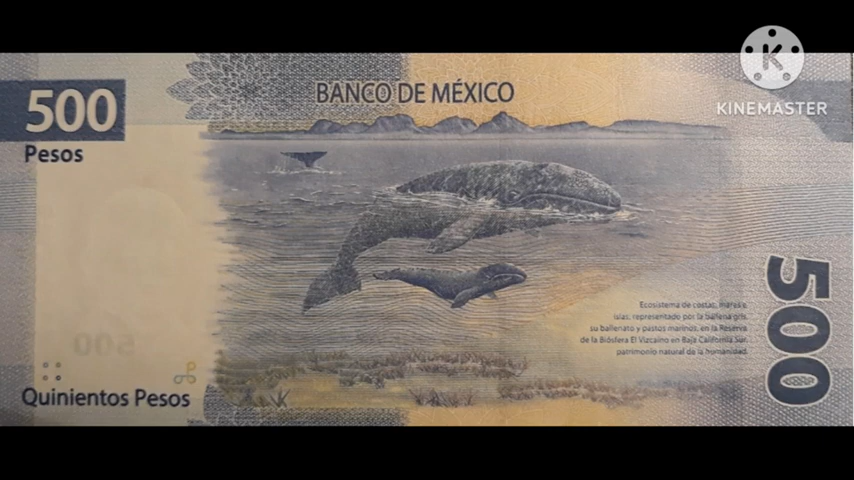 KINEMASTER
BANCO DE MÉXICO
500
Pesos
Ecosistema de costas, mares e
islas; representado por la ballena gris,
su ballenato y pastos marinos, en la Reserva
de la Biósfera El Vizcaíno en Baja California Sur,
patrimonio natural de la humanidad.
500
500
Quinientos Pesos